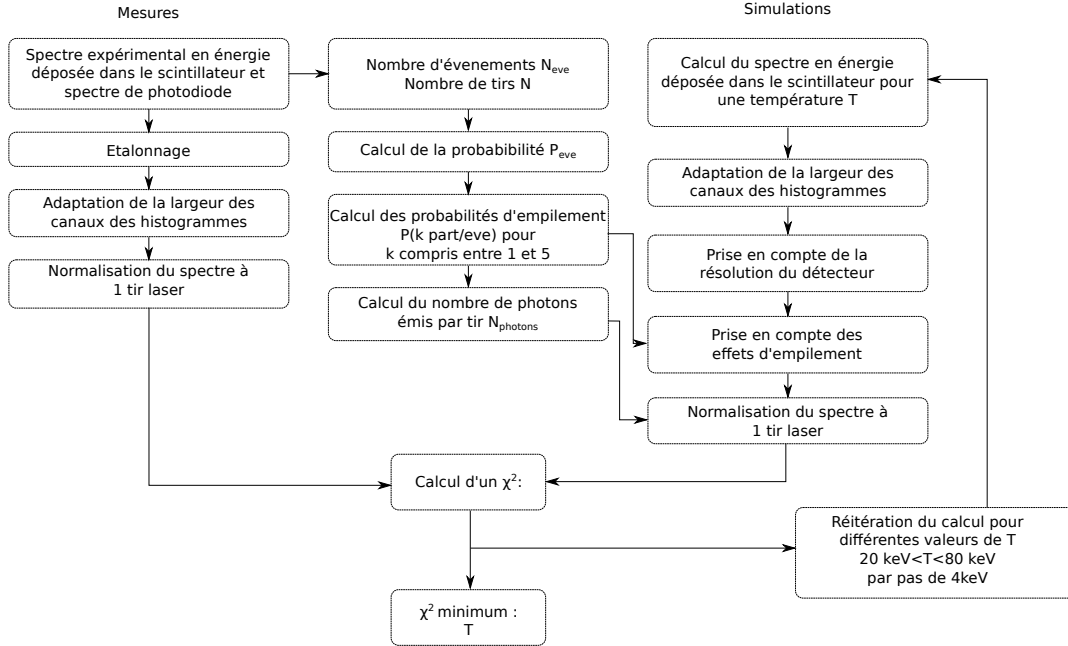 Mesures
Spectre expérimental en énergie
déposée dans le scintillateur et
spectre de photodiode
Etalonnage
Adaptation de la largeur des
canaux des histogrammes
Normalisation du spectre à
1 tir laser
Nombre d'évenements Neve
Nombre de tirs N
Calcul de la probabibilité Peve
Calcul des probabilités d'empilement
P(k part/eve) pour
k compris entre 1 et 5
Calcul du nombre de photons
émis par tir Nphotons
Simulations
Calcul du spectre en énergie
déposée dans le scintillateur pour
une température T
Adaptation de la largeur des
canaux des histogrammes
Prise en compte de la
résolution du détecteur
Prise en compte des
effets d'empilement
Normalisation du spectre à
1 tir laser
Calcul d'un χ²:
Réitération du calcul pour
différentes valeurs de T
20 keV<T<80 keV
par pas de 4keV
χ² minimum :
T